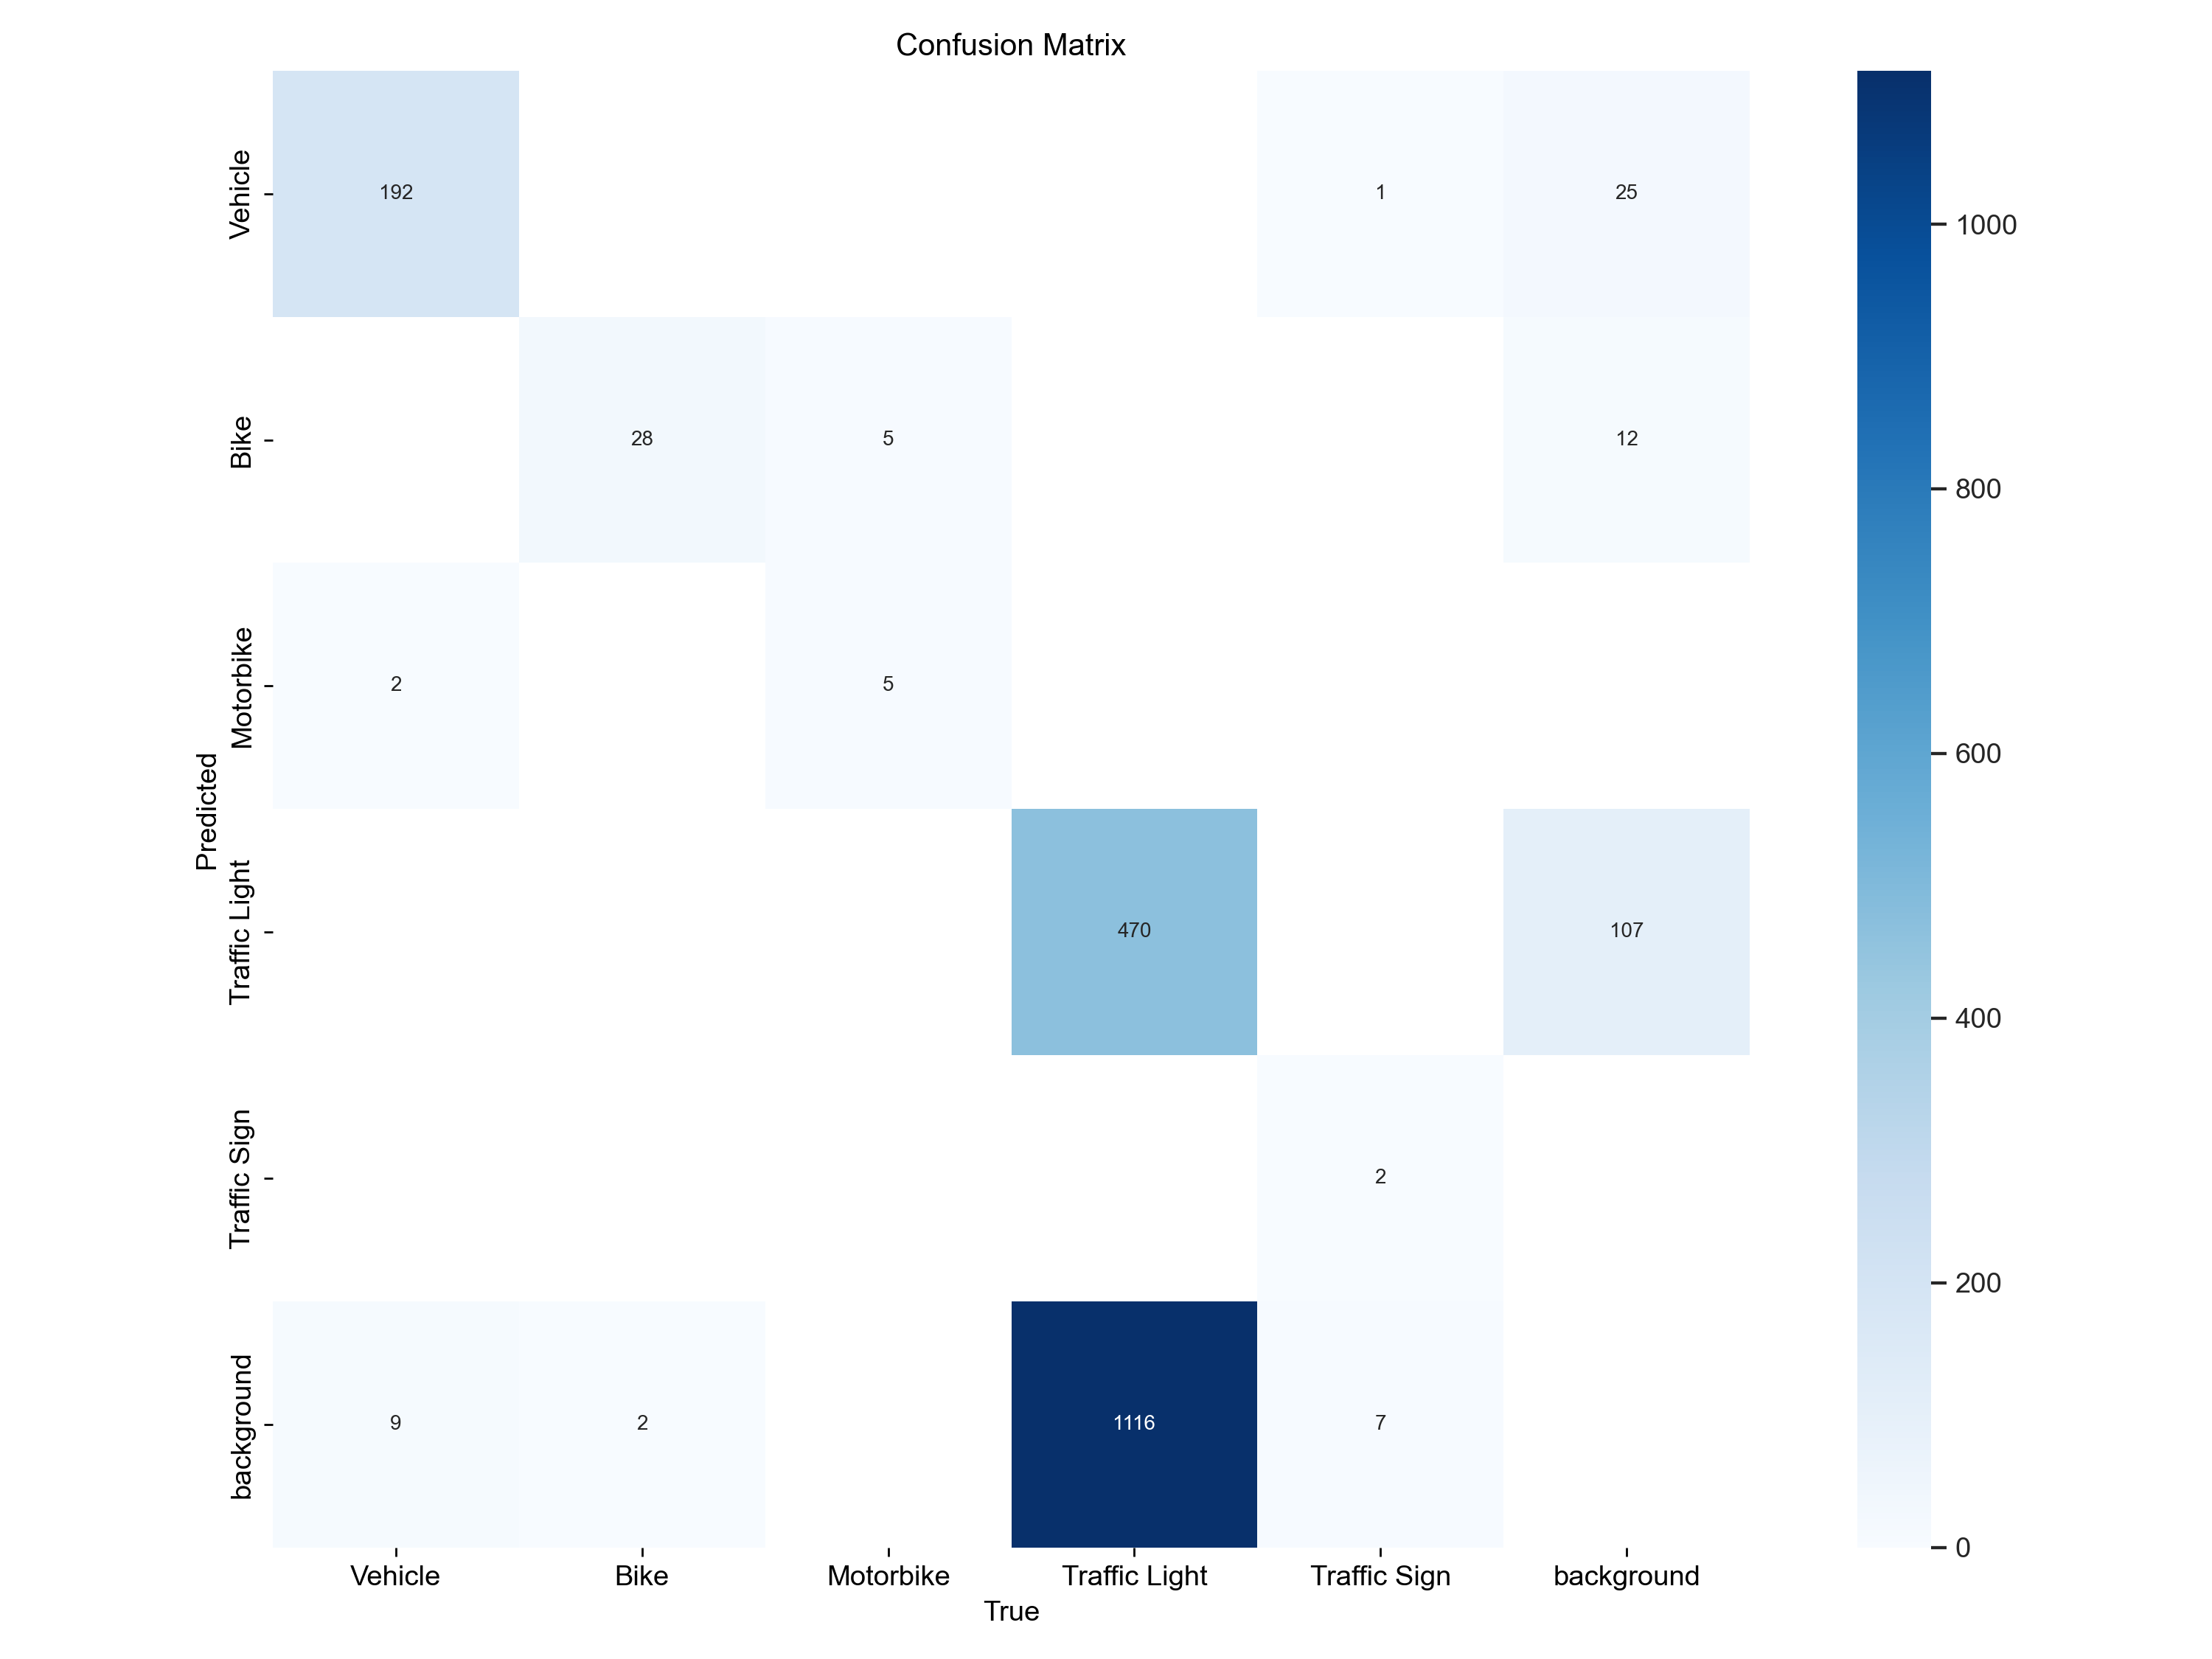 Confusion Matrix
Predicted
Vehicle
192
1
25
1000
Bike
28
5
12
800
Motorbike
2
5
600
Traffic Light
470
107
400
Traffic Sign
2
200
background
9
2
1116
7
0
Vehicle
Bike
Motorbike
Traffic Light
Traffic Sign
background
True